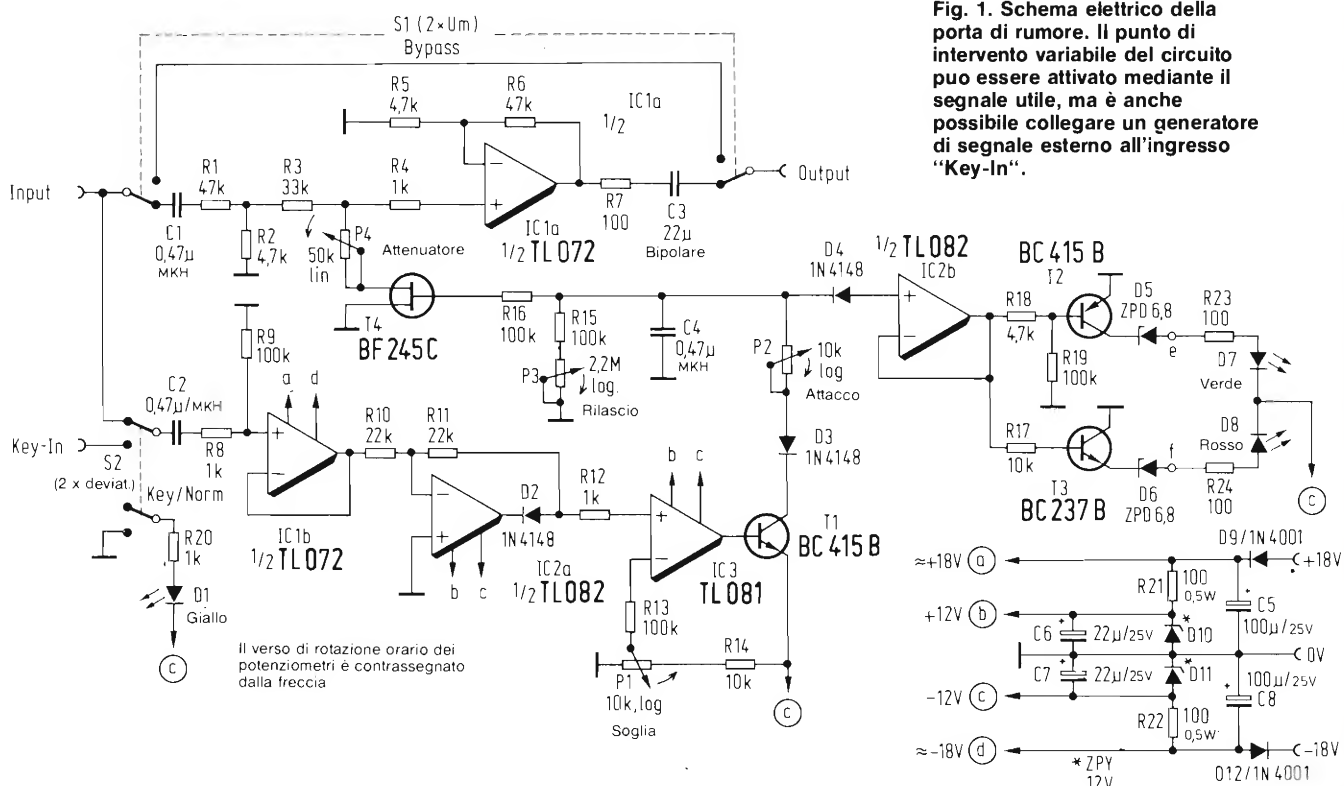 Fig. 1. Schema elettrico della
porta di rumore. Il punto di
intervento variabile del circuito
puo essere attivato mediante il
segnale utile, ma è anche
possibile collegare un generatore
di segnale esterno all'ingresso
“Key-In“.
S1 (2×Um)
Bypass
R5
4,7k
R6
47k
IC1a
1/2
Input
R1
47k
R3
33k
R4
1k
-
+
Output
C1
0,47µ
MKH
R2
4,7k
P4
50k
lin
Attenuatore
IC1a
1/2 TL072
R7
100
C3
22µ
Bipolare
T4
BF245C
R16
100k
R15
100k
P3
2,2M
log.
Rilascio
C4
0,47µ
MKH
P2
10k
log
Attacco
D4
1N4148
D3
1N4148
1/2 TL082
IC2b
+
-
R18
4,7k
R19
100k
BC415B
T2
D5
ZPD6,8
e
R23
100
D7
Verde
D8
Rosso
R17
10k
T3
BC237B
f
D6
ZPD6,8
R24
100
c
R9
100k
C2
0,47µ/MKH
Key-In
S2
(2 x deviat.)
Key/Norm
R8
1k
a
d
+
-
IC1b
1/2 TL072
R10
22k
R11
22k
-
+
D2
1N4148
b
c
IC2a
1/2 TL082
R12
1k
b
c
+
-
IC3
TL081
T1
BC415B
R13
100k
R14
10k
P1
10k,log
Soglia
c
R20
1k
D1
Giallo
c
Il verso di rotazione orario dei
potenziometri è contrassegnato
dalla freccia
≈+18V a
D9/1N4001
+18V
R21
100
0,5W
C5
100µ/25V
+12V b
C6
22µ/25V
*
D10
0V
C7
22µ/25V
*
D11
100µ/25V
C8
-12V c
R22
100
0,5W
≈-18V d
-18V
D12/1N4001
* ZPY
12V